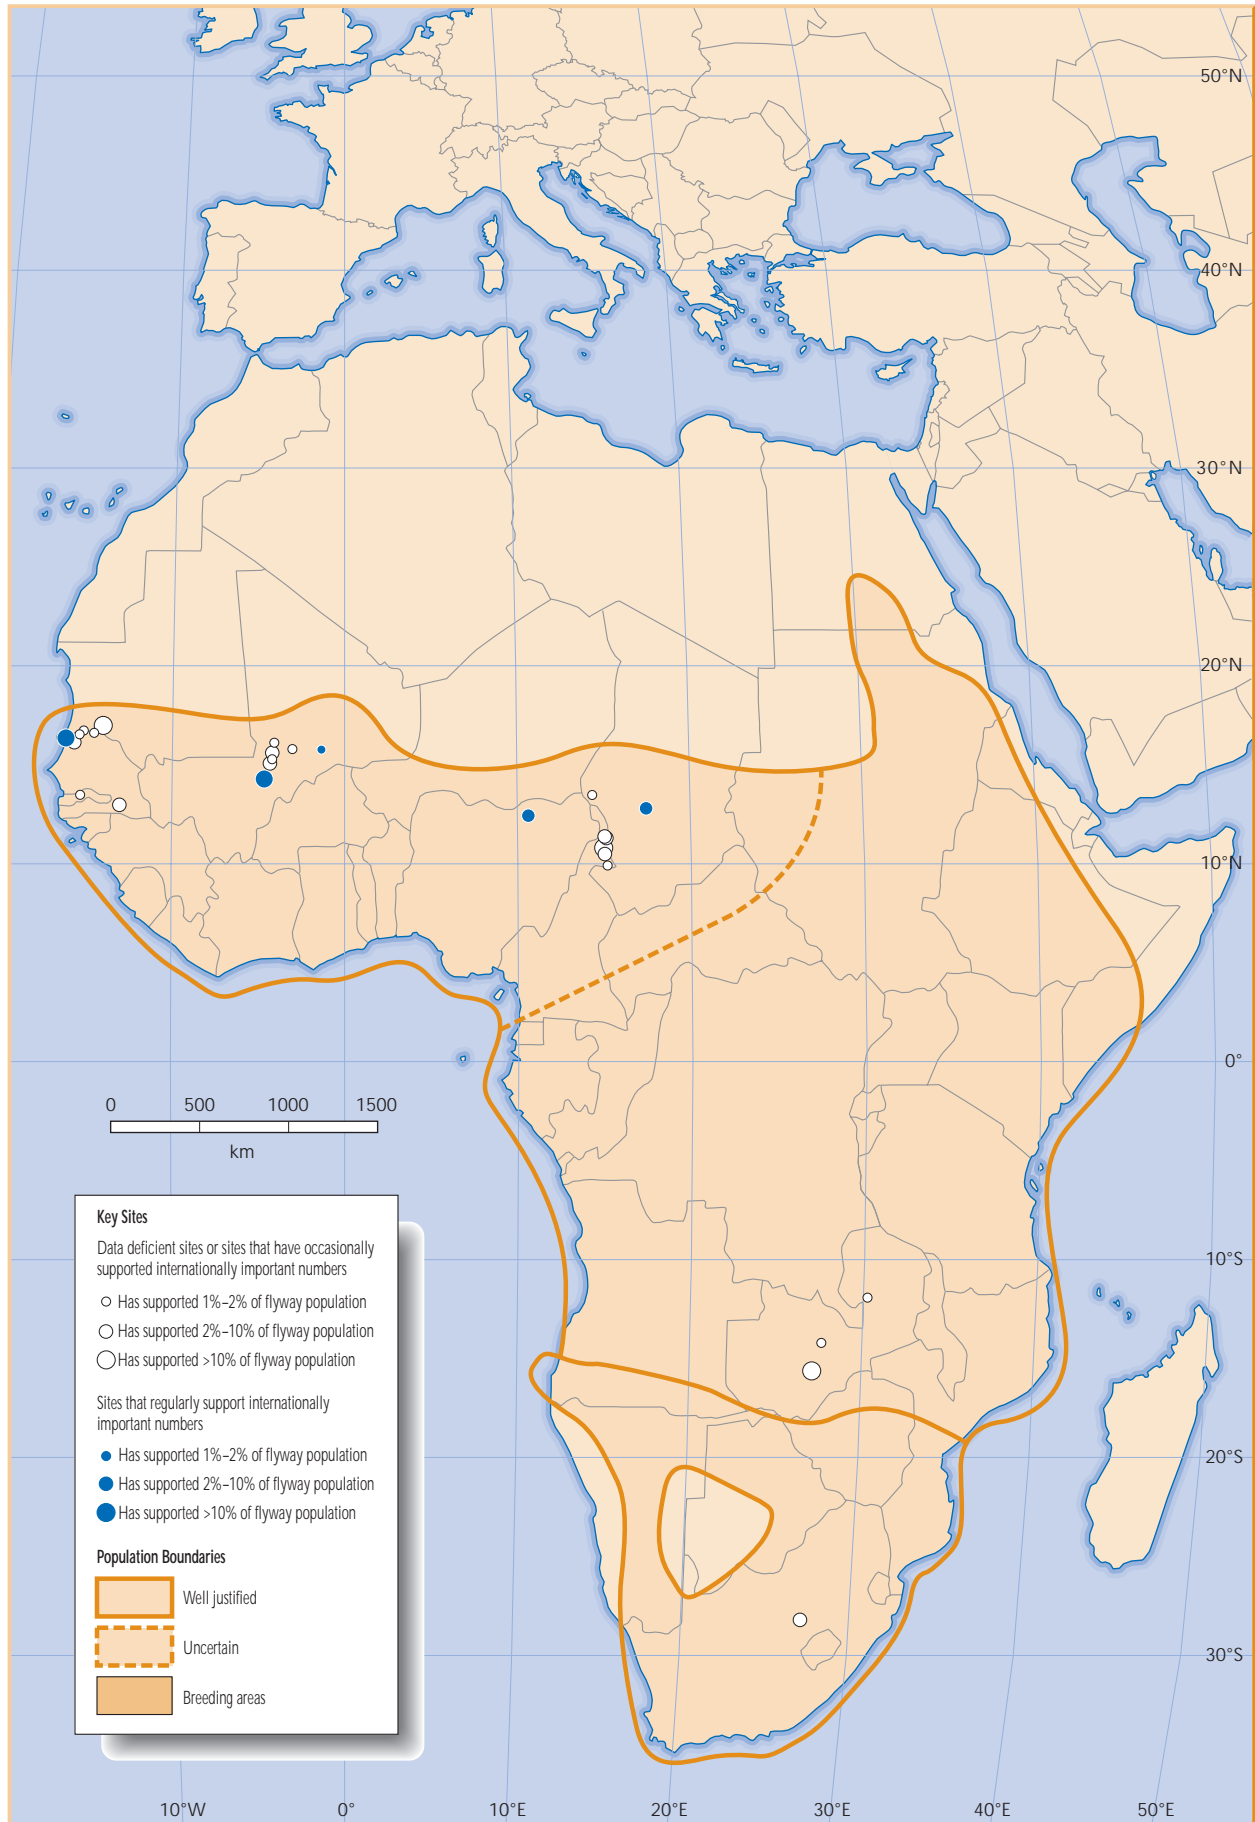 50°N
40°N
30°N
20°N
10°N
0°
0 500 1000 1500
km
Key Sites
Data deficient sites or sites that have occasionally
supported internationally important numbers
Has supported 1%–2% of flyway population
Has supported 2%–10% of flyway population
Has supported >10% of flyway population
Sites that regularly support internationally
important numbers
Has supported 1%–2% of flyway population
Has supported 2%–10% of flyway population
Has supported >10% of flyway population
Population Boundaries
Well justified
Uncertain
Breeding areas
10°S
20°S
30°S
10°W 0° 10°E 20°E 30°E 40°E 50°E